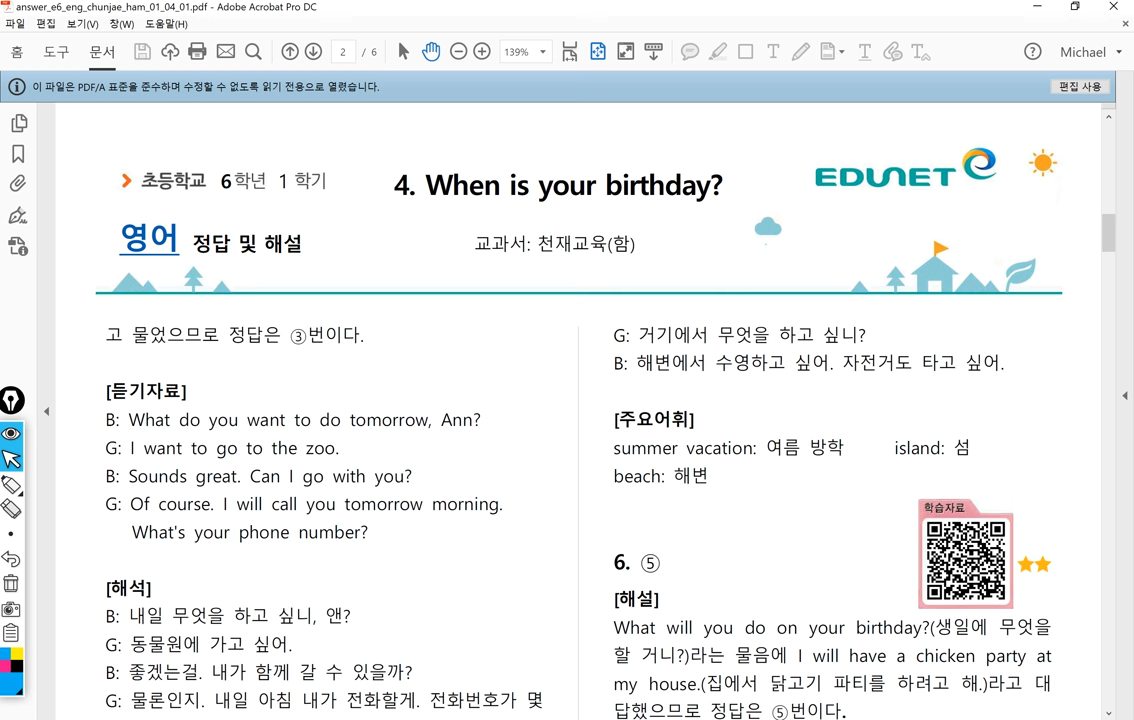 answer_e6_eng_chunjae_ham_01_04_01.pdf - Adobe Acrobat Pro DC
파일 편집 보기(V) 창(W) 도움말(H)
홈 도구 문서 2 / 6 139% Michael
이 파일은 PDF/A 표준을 준수하며 수정할 수 없도록 읽기 전용으로 열렸습니다. 편집 사용
초등학교 6학년 1 학기
4. When is your birthday?
EDUNET
영어 정답 및 해설
교과서: 천재교육(함)
고 물었으므로 정답은 ③번이다.
[듣기자료]
B: What do you want to do tomorrow, Ann?
G: I want to go to the zoo.
B: Sounds great. Can I go with you?
G: Of course. I will call you tomorrow morning.
What's your phone number?
[해석]
B: 내일 무엇을 하고 싶니, 앤?
G: 동물원에 가고 싶어.
B: 좋겠는걸. 내가 함께 갈 수 있을까?
G: 물론이지. 내일 아침 내가 전화할게. 전화번호가 몇
G: 거기에서 무엇을 하고 싶니?
B: 해변에서 수영하고 싶어. 자전거도 타고 싶어.
[주요어휘]
summer vacation: 여름 방학 island: 섬
beach: 해변
학습자료
6. ⑤
[해설]
What will you do on your birthday?(생일에 무엇을
할 거니?)라는 물음에 I will have a chicken party at
my house.(집에서 닭고기 파티를 하려고 해.)라고 대
답했으므로 정답은 ⑤번이다.